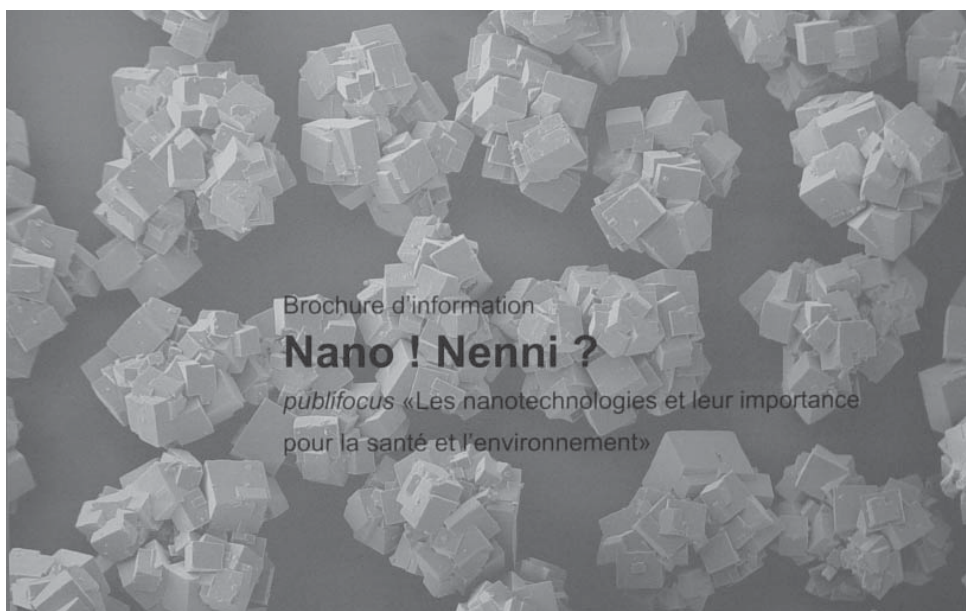 Brochure d'information
Nano ! Nenni ?
publifocus «Les nanotechnologies et leur importance
pour la santé et l'environnement»